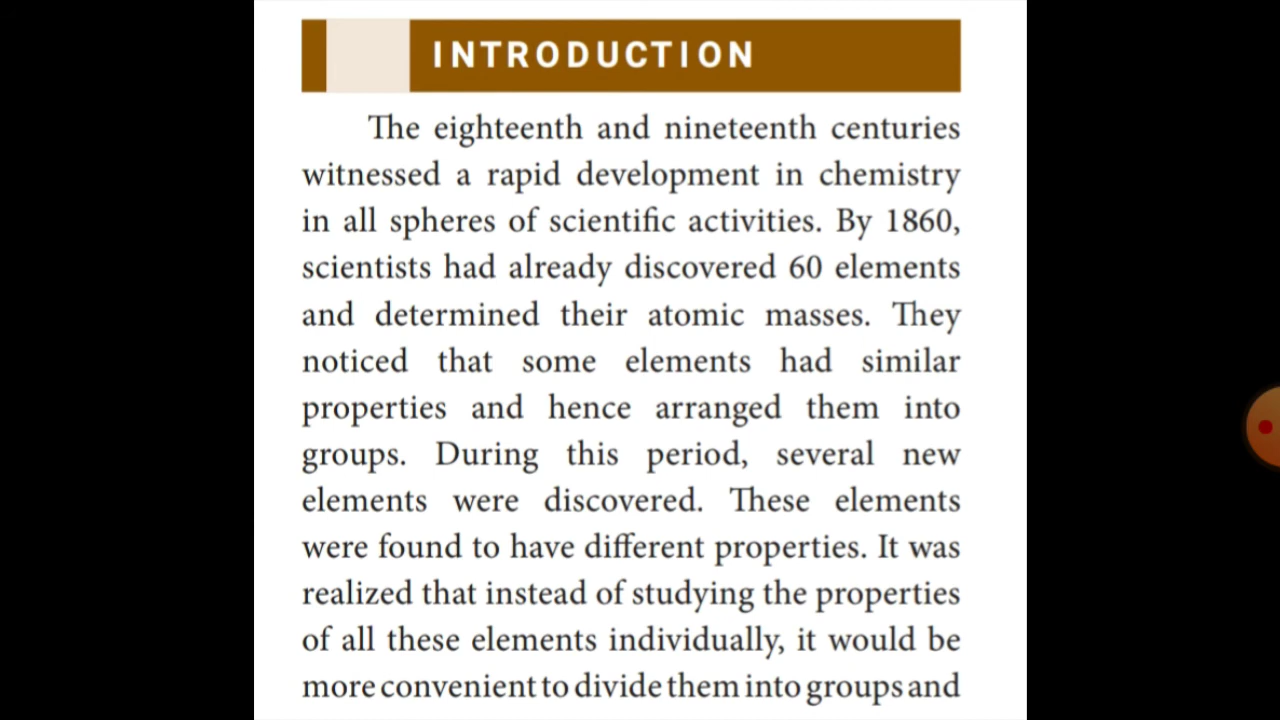 INTRODUCTION
The eighteenth and nineteenth centuries
witnessed a rapid development in chemistry
in all spheres of scientific activities. By 1860,
scientists had already discovered 60 elements
and determined their atomic masses. They
noticed that some elements had similar
properties and hence arranged them into
groups. During this period, several new
elements were discovered. These elements
were found to have different properties. It was
realized that instead of studying the properties
of all these elements individually, it would be
more convenient to divide them into groups and